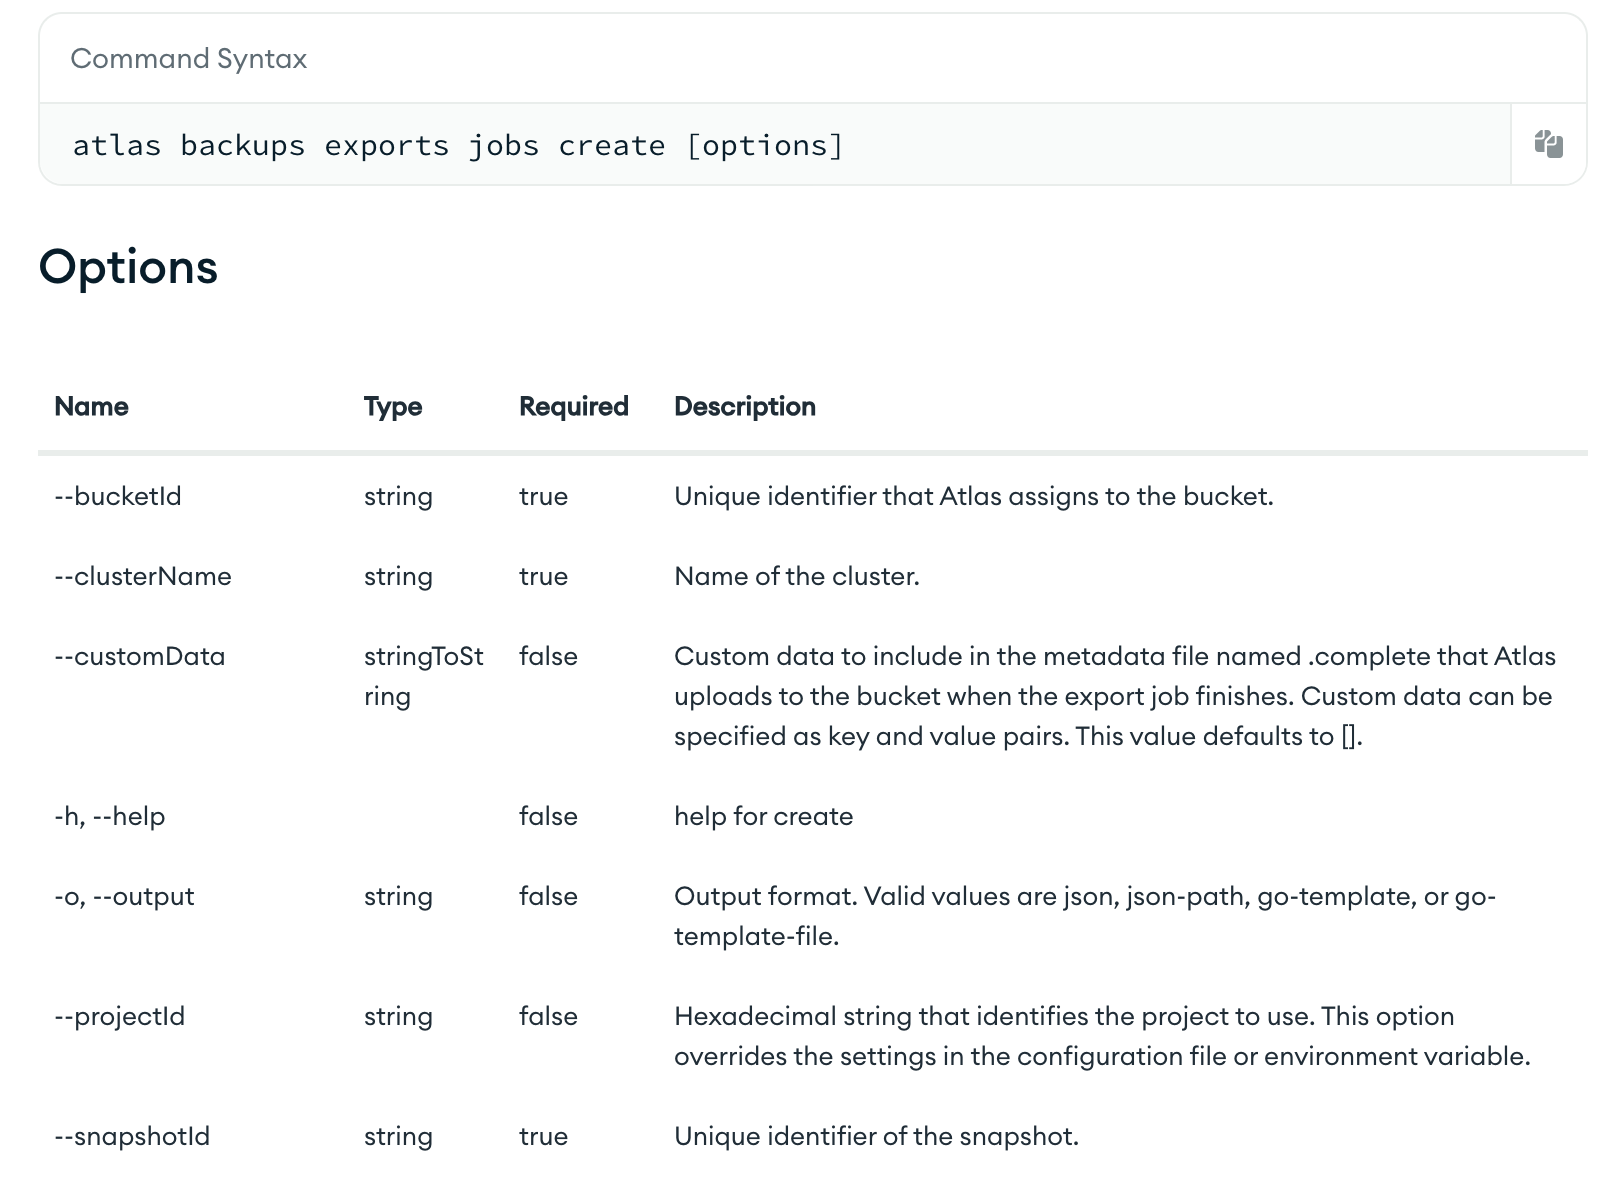 Command Syntax
atlas backups exports jobs create [options]
Options
Name Type Required Description
--bucketId string true Unique identifier that Atlas assigns to the bucket.
--clusterName string true Name of the cluster.
--customData stringToSt false Custom data to include in the metadata file named .complete that Atlas
ring uploads to the bucket when the export job finishes. Custom data can be
specified as key and value pairs. This value defaults to [].
-h, --help false help for create
-o, --output string false Output format. Valid values are json, json-path, go-template, or go-
template-file.
--projectId string false Hexadecimal string that identifies the project to use. This option
overrides the settings in the configuration file or environment variable.
--snapshotId string true Unique identifier of the snapshot.